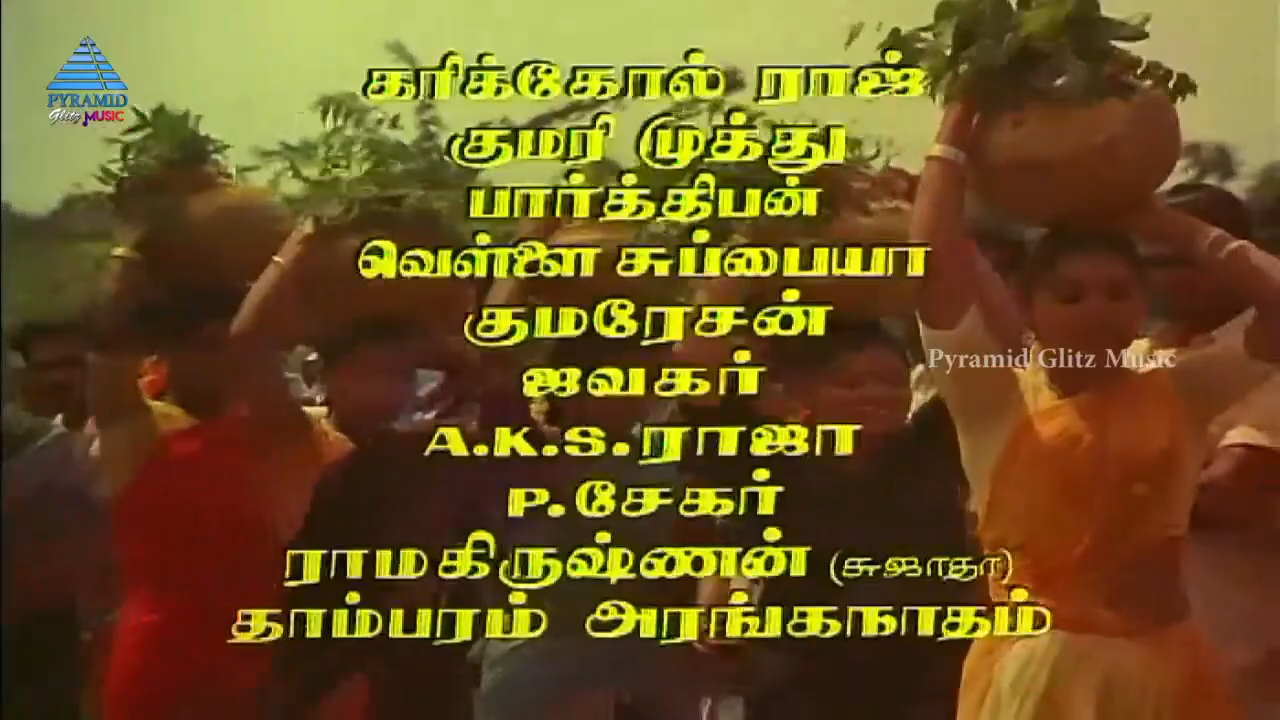 PYRAMID
Glitz MUSIC
கரிக்கோல் ராஜ்
குமரி முத்து
பார்த்திபன்
வெள்ளை சுப்பையா
குமரேசன்
ஜவகர்
Pyramid Glitz Music
A.K.S.ராஜா
P.சேகர்
ராமகிருஷ்ணன் (சுஜாதா)
தாம்பரம் அரங்கநாதம்